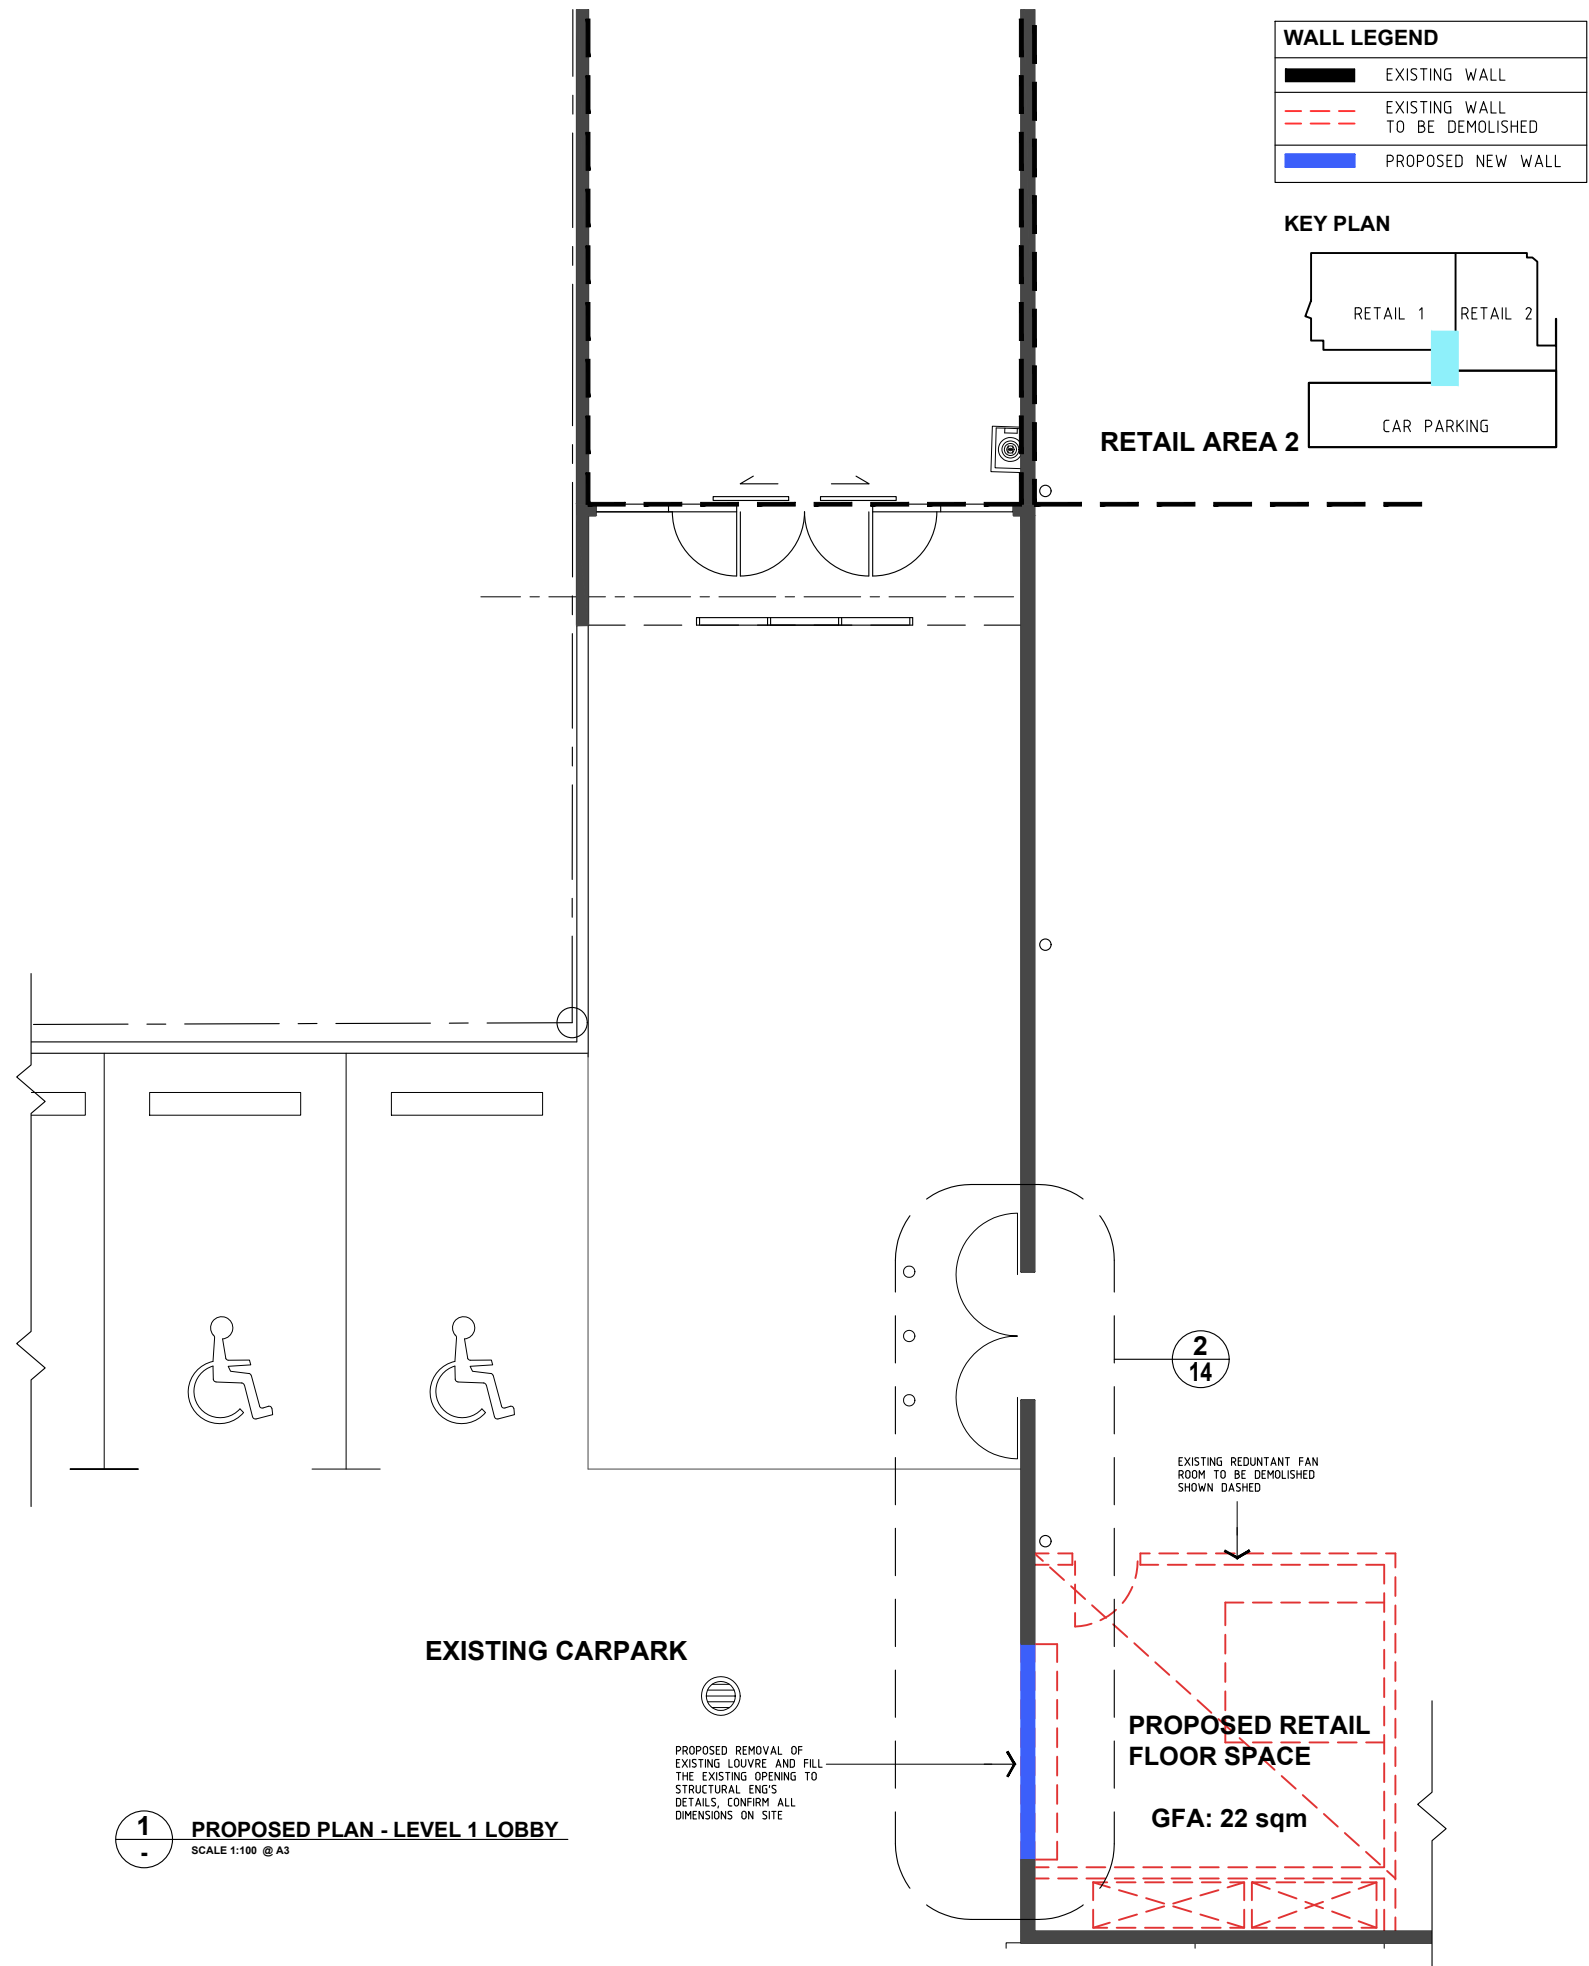 WALL LEGEND
EXISTING WALL
EXISTING WALL
TO BE DEMOLISHED
PROPOSED NEW WALL
KEY PLAN
RETAIL 1
RETAIL 2
CAR PARKING
RETAIL AREA 2
2
14
EXISTING REDUNTANT FAN
ROOM TO BE DEMOLISHED
SHOWN DASHED
EXISTING CARPARK
PROPOSED RETAIL
FLOOR SPACE
GFA: 22 sqm
PROPOSED REMOVAL OF
EXISTING LOUVRE AND FILL
THE EXISTING OPENING TO
STRUCTURAL ENG'S
DETAILS, CONFIRM ALL
DIMENSIONS ON SITE
1
-
PROPOSED PLAN - LEVEL 1 LOBBY
SCALE 1:100 @ A3